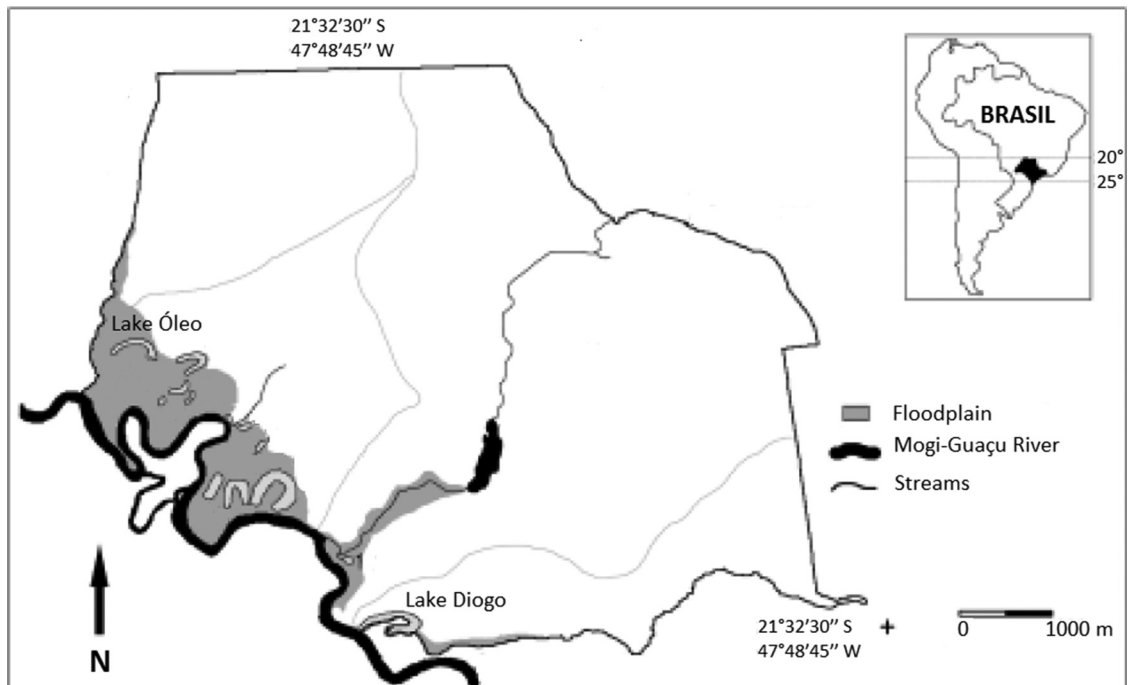 21°32′30″ S
47°48′45″ W
BRASIL
20°
25°
Lake Óleo
Floodplain
Mogi-Guaçu River
Streams
Lake Diogo
21°32′30″ S
47°48′45″ W
+
0 1000 m
N